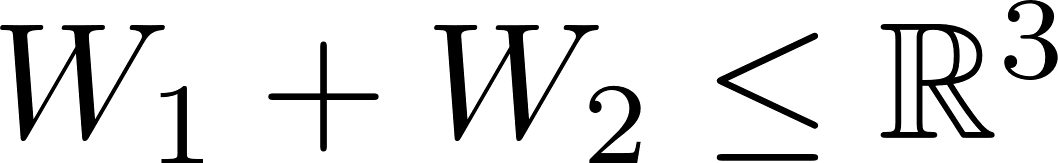 W₁ + W₂ ≤ ℝ³